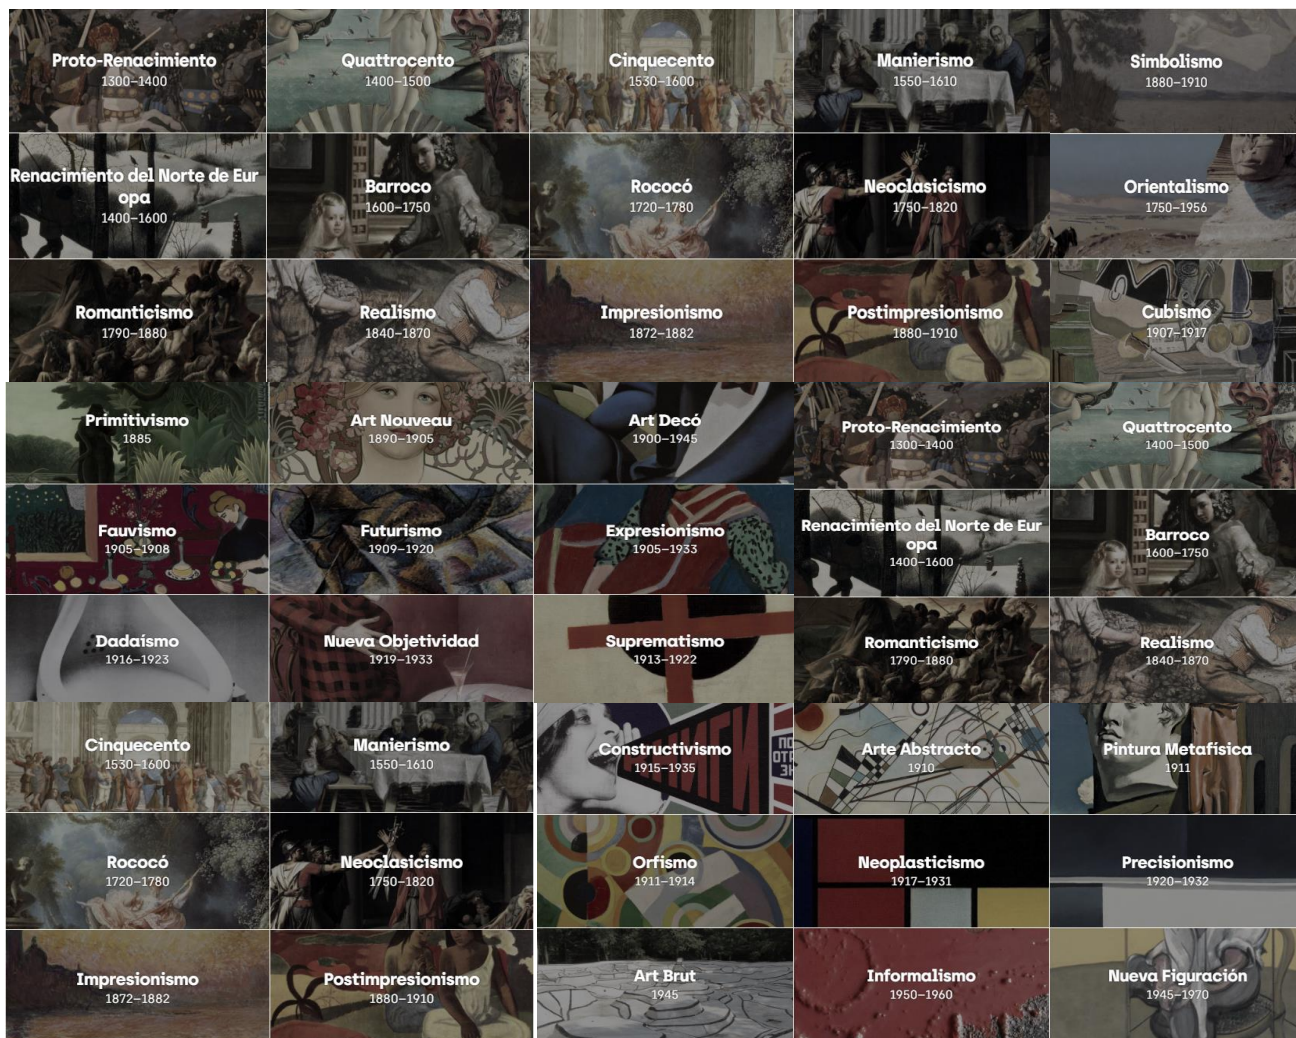 Proto-Renacimiento
1300–1400
Quattrocento
1400–1500
Cinquecento
1530–1600
Manierismo
1550–1610
Simbolismo
1880–1910
Renacimiento del Norte de Eur
opa
1400–1600
Barroco
1600–1750
Rococó
1720–1780
Neoclasicismo
1750–1820
Orientalismo
1750–1956
Romanticismo
1790–1880
Realismo
1840–1870
Impresionismo
1872–1882
Postimpresionismo
1880–1910
Cubismo
1907–1917
Primitivismo
1885
Art Nouveau
1890–1905
Art Decó
1900–1945
Proto-Renacimiento
1300–1400
Quattrocento
1400–1500
Fauvismo
1905–1908
Futurismo
1909–1920
Expresionismo
1905–1933
Renacimiento del Norte de Eur
opa
1400–1600
Barroco
1600–1750
Dadaísmo
1916–1923
Nueva Objetividad
1919–1933
Suprematismo
1913–1922
Romanticismo
1790–1880
Realismo
1840–1870
Cinquecento
1530–1600
Manierismo
1550–1610
Constructivismo
1915–1935
Arte Abstracto
1910
Pintura Metafísica
1911
Rococó
1720–1780
Neoclasicismo
1750–1820
Orfismo
1911–1914
Neoplasticismo
1917–1931
Precisionismo
1920–1932
Impresionismo
1872–1882
Postimpresionismo
1880–1910
Art Brut
1945
Informalismo
1950–1960
Nueva Figuración
1945–1970